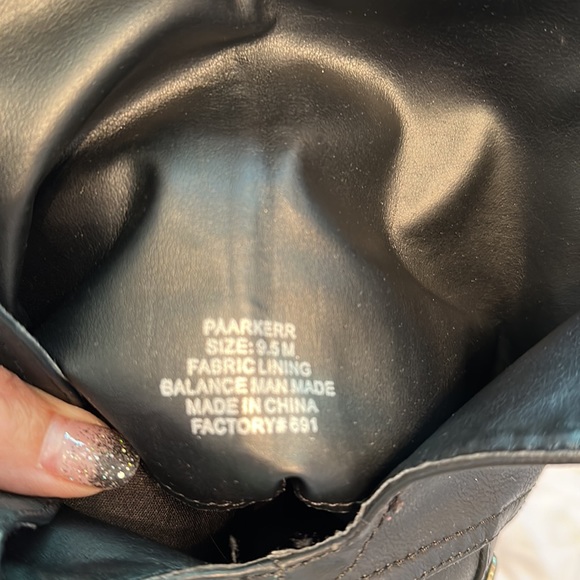 PAARKERR
SIZE: 9.5 M
FABRIC LINING
BALANCE MAN MADE
MADE IN CHINA
FACTORY# 691